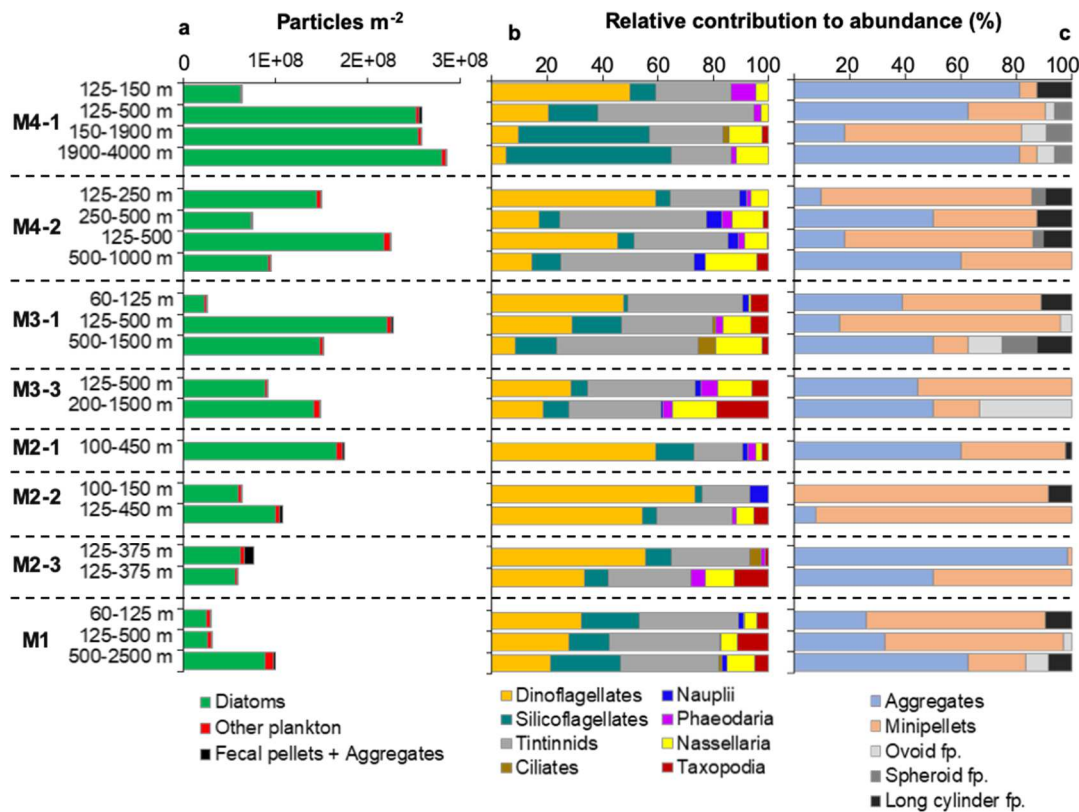 a
Particles m-2
0
1E+08
2E+08
3E+08
b
Relative contribution to abundance (%)
c
20 40 60 80 100
20 40 60 80 100
M4-1
125-150 m
125-500 m
150-1900 m
1900-4000 m
M4-2
125-250 m
250-500 m
125-500
500-1000 m
M3-1
60-125 m
125-500 m
500-1500 m
M3-3
125-500 m
200-1500 m
M2-1
100-450 m
M2-2
100-150 m
125-450 m
M2-3
125-375 m
125-375 m
M1
60-125 m
125-500 m
500-2500 m
Diatoms
Other plankton
Fecal pellets + Aggregates
Dinoflagellates
Silicoflagellates
Tintinnids
Ciliates
Nauplii
Phaeodaria
Nassellaria
Taxopodia
Aggregates
Minipellets
Ovoid fp.
Spheroid fp.
Long cylinder fp.